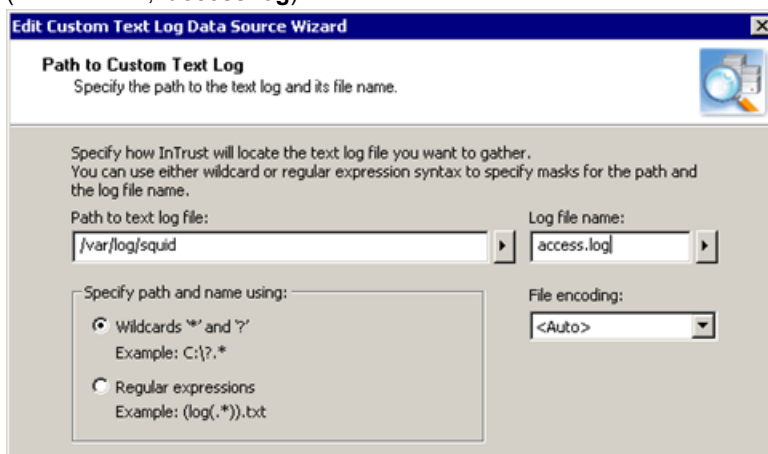 Edit Custom Text Log Data Source Wizard
Path to Custom Text Log
Specify the path to the text log and its file name.
Specify how InTrust will locate the text log file you want to gather.
You can use either wildcard or regular expression syntax to specify masks for the path and
the log file name.
Path to text log file:
Log file name:
/var/log/squid
access.log
Specify path and name using:
File encoding:
Wildcards '*' and '?'
<Auto>
Example: C:\?.*
Regular expressions
Example: (log(.*)).txt